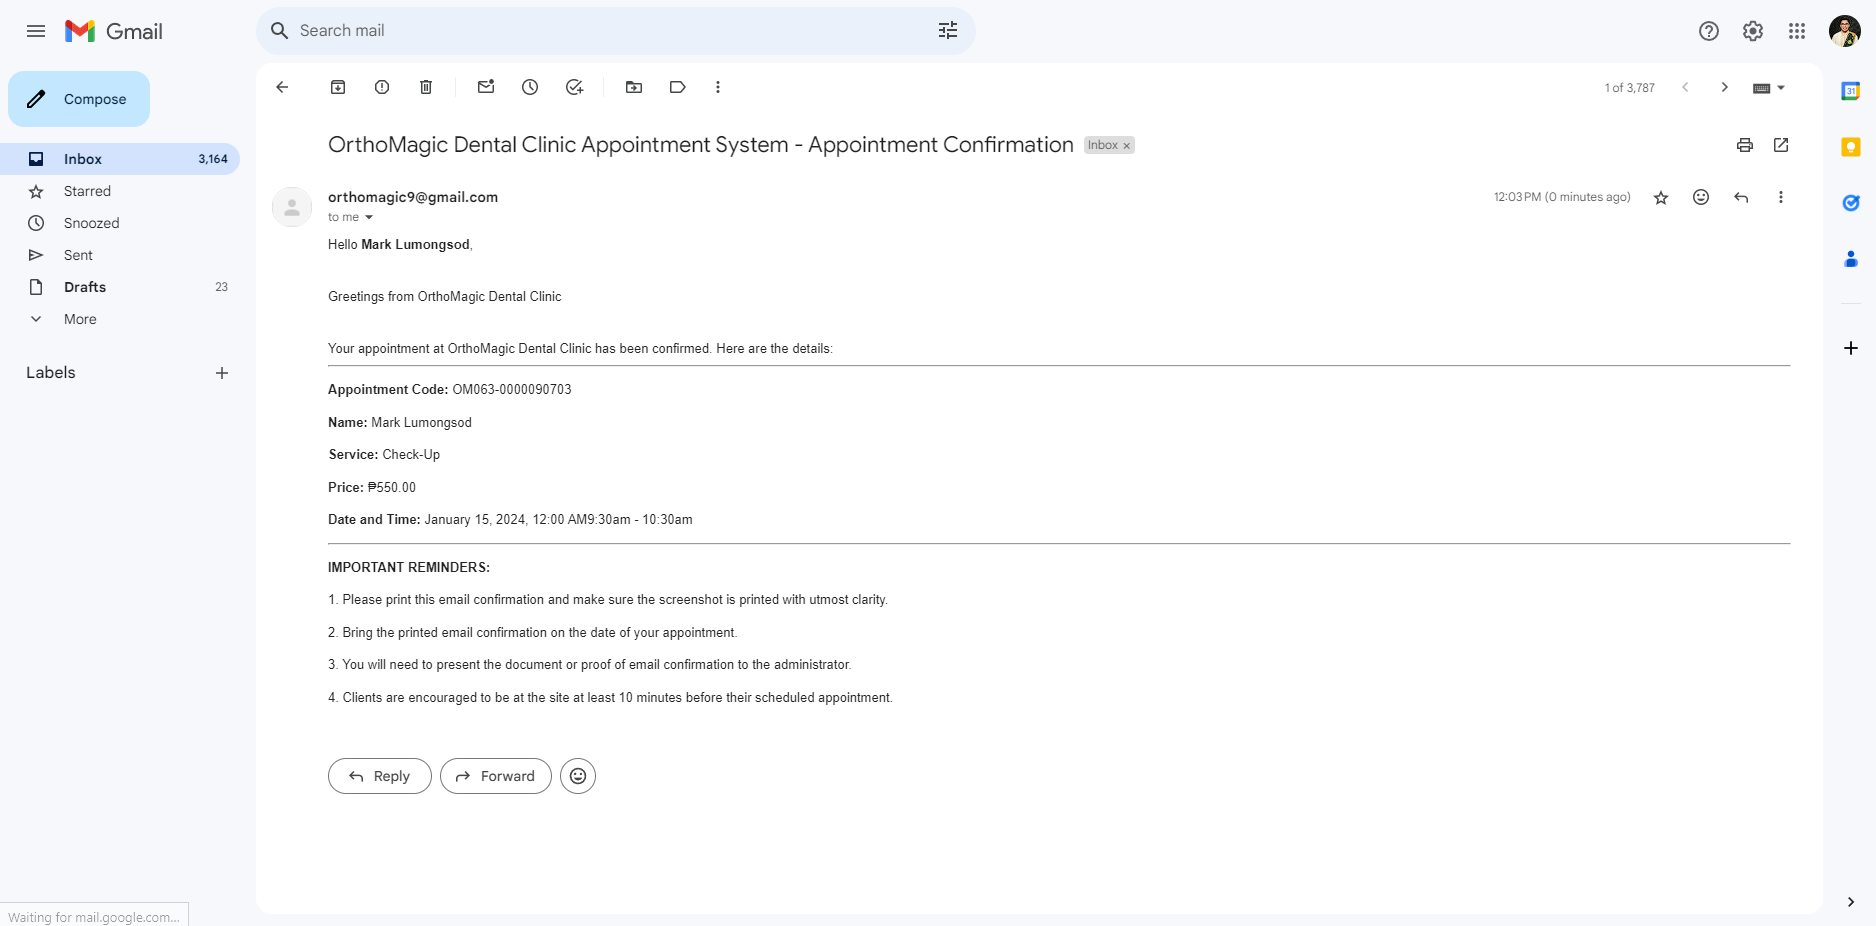 Gmail
Search mail
Compose
1 of 3,787
Inbox 3,164
Starred
Snoozed
Sent
Drafts 23
More
Labels
OrthoMagic Dental Clinic Appointment System - Appointment Confirmation Inbox ×
orthomagic9@gmail.com 12:03 PM (0 minutes ago)
to me
Hello Mark Lumongsod,
Greetings from OrthoMagic Dental Clinic
Your appointment at OrthoMagic Dental Clinic has been confirmed. Here are the details:
Appointment Code: OM063-0000090703
Name: Mark Lumongsod
Service: Check-Up
Price: ₱550.00
Date and Time: January 15, 2024, 12:00 AM9:30am - 10:30am
IMPORTANT REMINDERS:
1. Please print this email confirmation and make sure the screenshot is printed with utmost clarity.
2. Bring the printed email confirmation on the date of your appointment.
3. You will need to present the document or proof of email confirmation to the administrator.
4. Clients are encouraged to be at the site at least 10 minutes before their scheduled appointment.
Reply Forward
31
Waiting for mail.google.com...